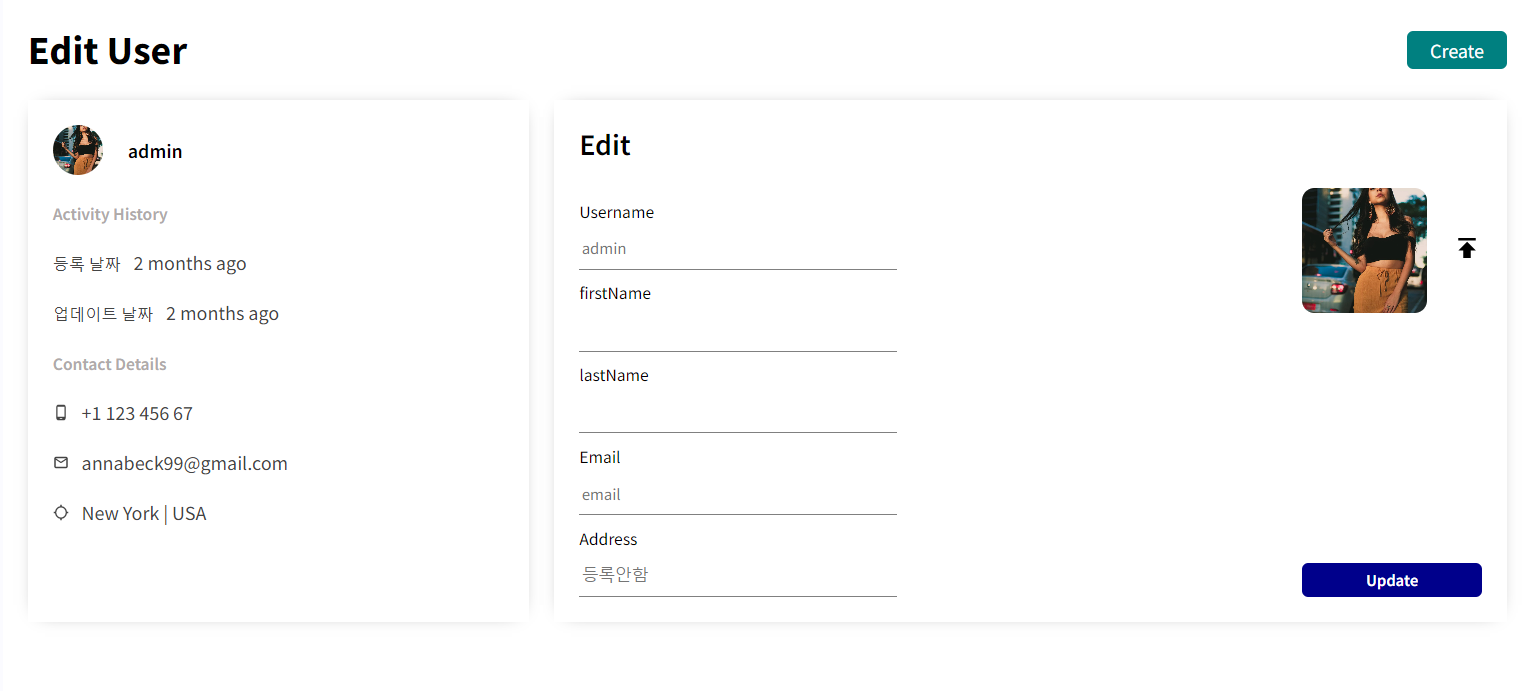 Edit User
Create
admin
Activity History
등록 날짜 2 months ago
업데이트 날짜 2 months ago
Contact Details
+1 123 456 67
annabeck99@gmail.com
New York | USA
Edit
Username
admin
firstName
lastName
Email
email
Address
등록안함
Update